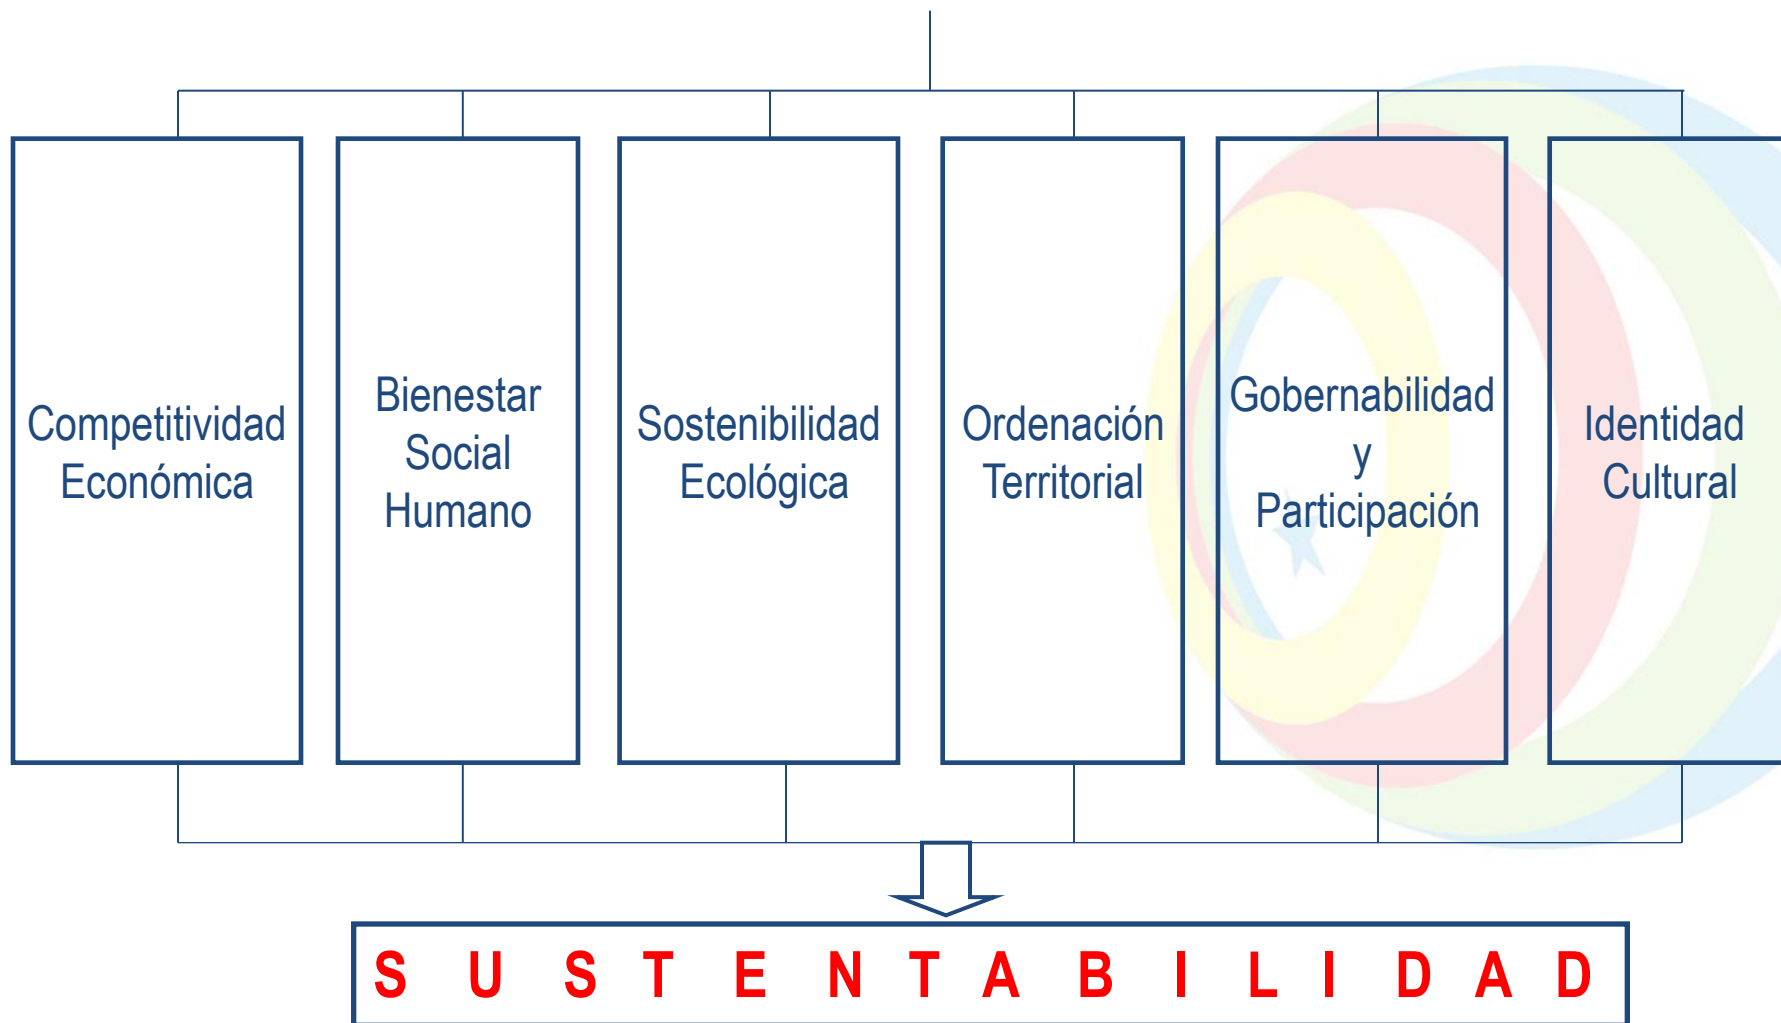 Competitividad
Económica
Bienestar
Social
Humano
Sostenibilidad
Ecológica
Ordenación
Territorial
Gobernabilidad
y
Participación
Identidad
Cultural
S U S T E N T A B I L I D A D